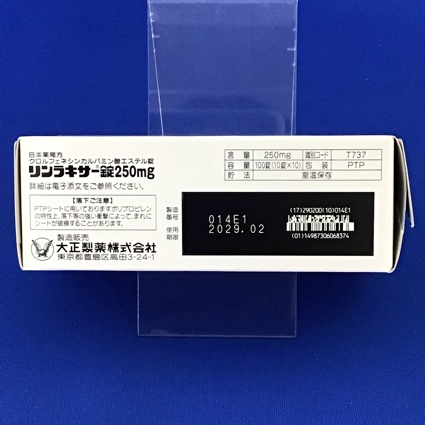 日本薬局方
クロルフェネシンカルバミン酸エステル錠
リンラキサー錠250mg
詳細は電子添文をご参照ください。
【落下ご注意】
PTPシートに用いておりますポリプロピレン
の特性上、落下等の強い衝撃によって、まれに
シートが破損することがあります。
製造販売
大正製薬株式会社
東京都豊島区高田3-24-1
含量 250mg 識別コード T737
容量 100錠(10錠×10) 包装 PTP
貯法 室温保存
製造
番号 014E1
使用
期限 2029.02
(17)290200(10)014E1
(01)14987306068374